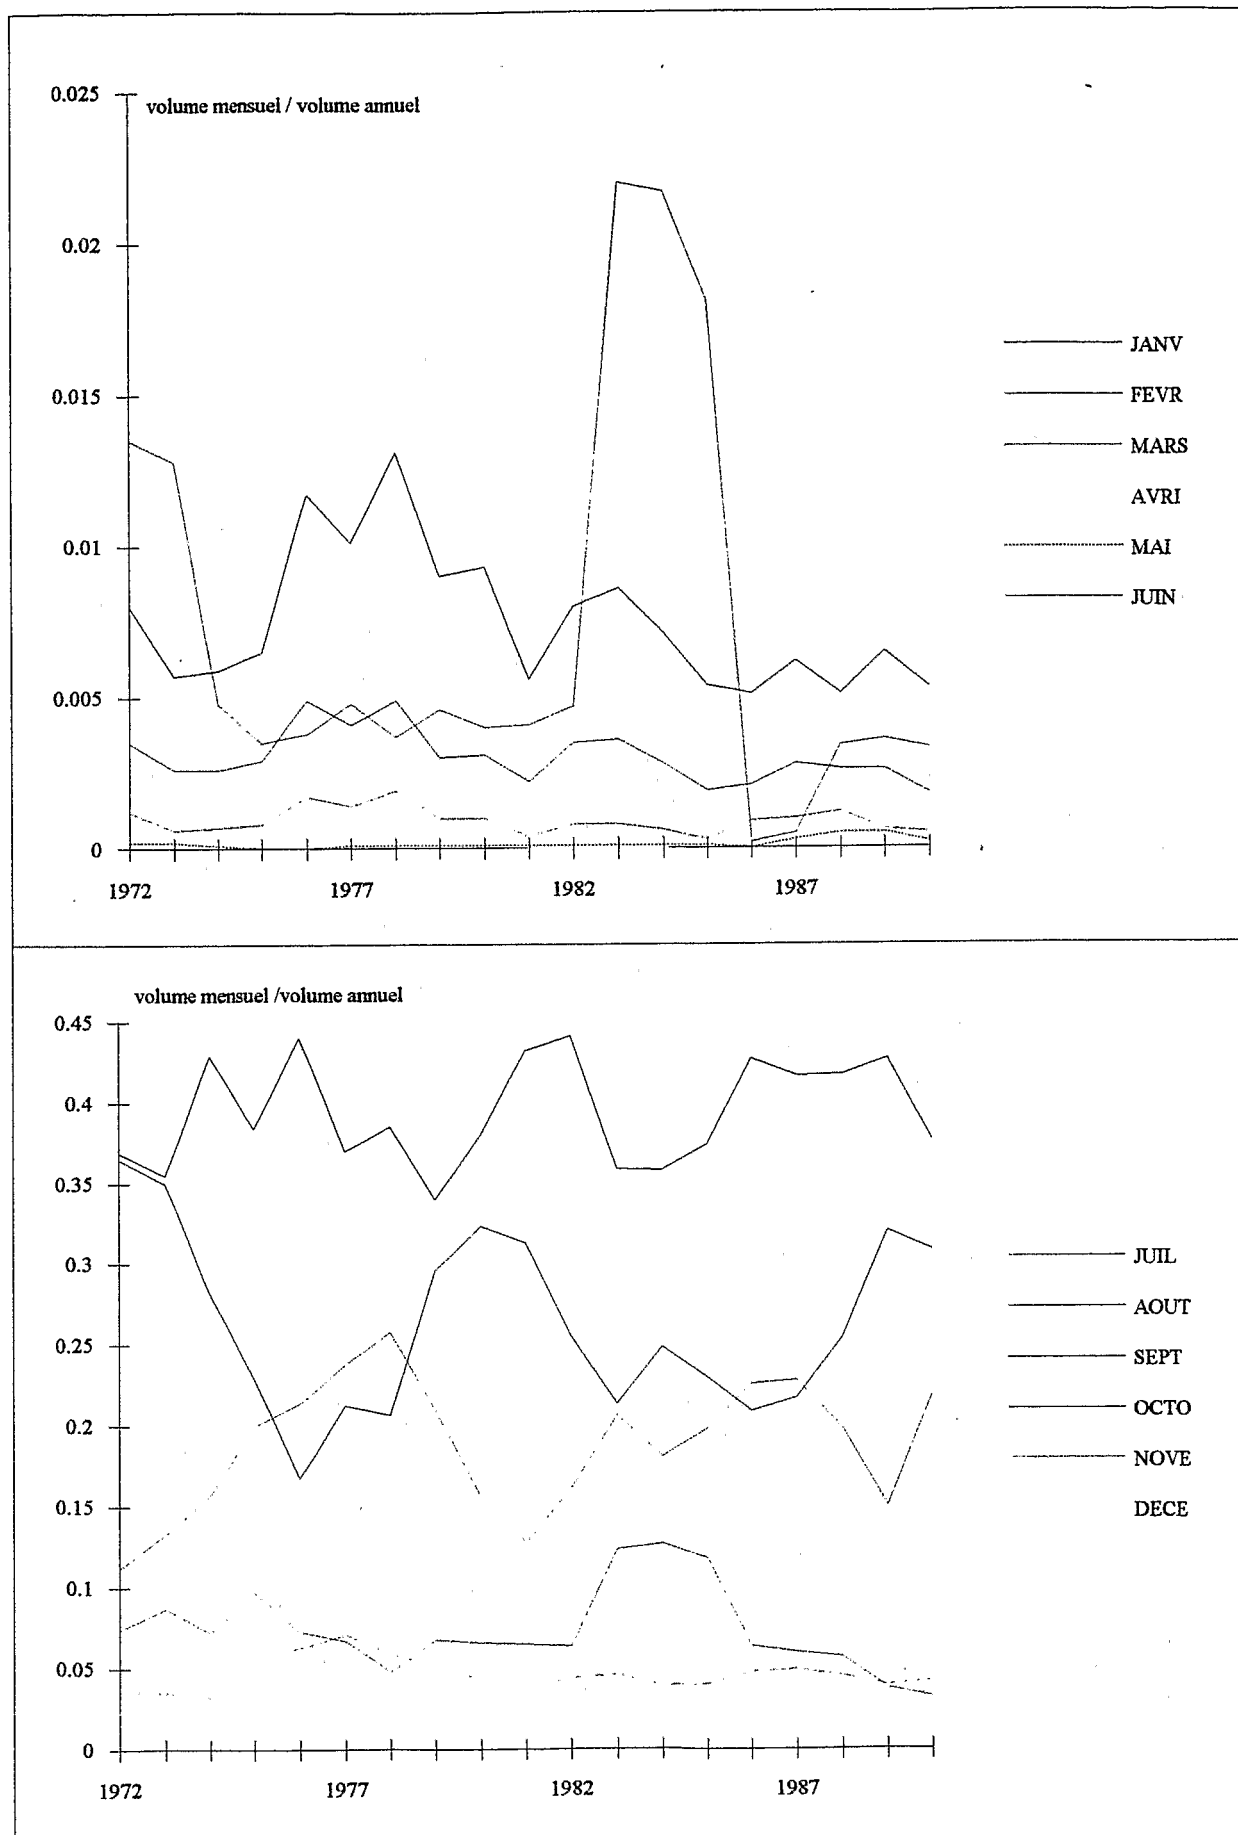 volume mensuel / volume annuel
0.025
0.02
0.015
0.01
0.005
0
1972 1977 1982 1987
JANV
FEVR
MARS
AVRI
MAI
JUIN
volume mensuel /volume annuel
0.45
0.4
0.35
0.3
0.25
0.2
0.15
0.1
0.05
0
1972 1977 1982 1987
JUIL
AOUT
SEPT
OCTO
NOVE
DECE